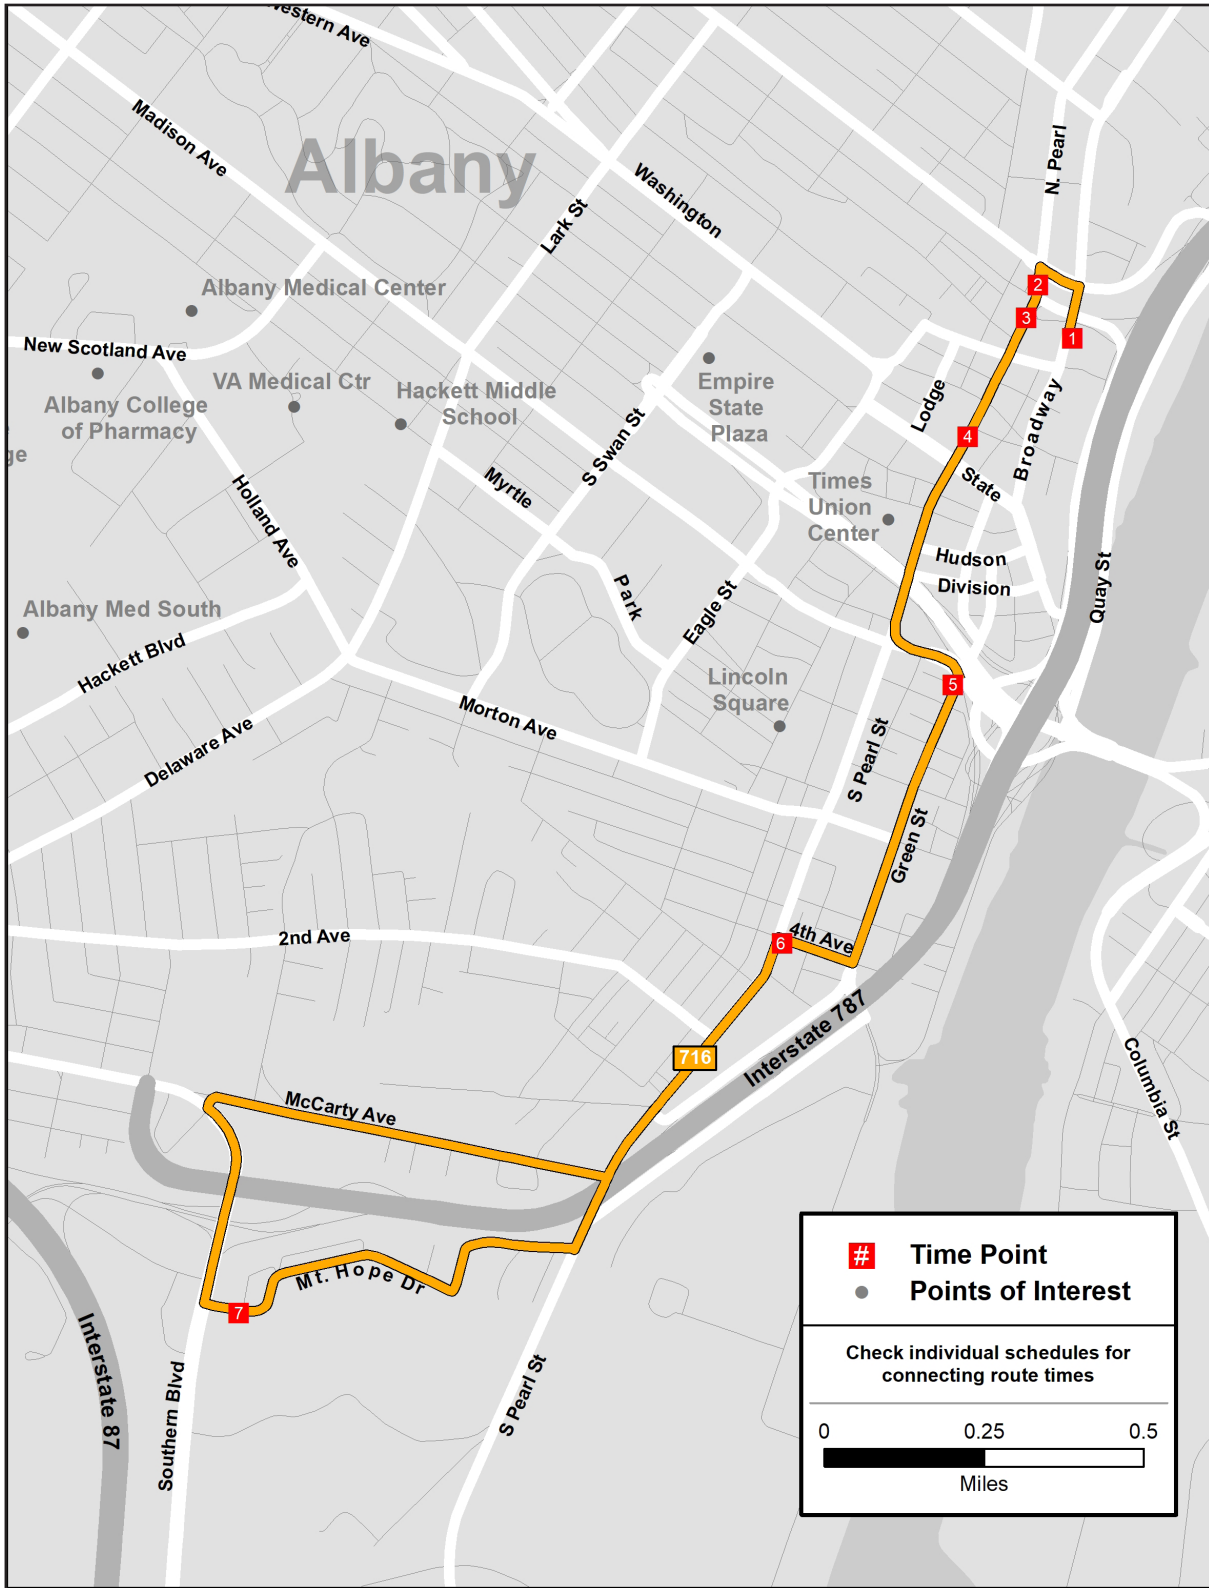 Western Ave
Madison Ave
Albany
N. Pearl
Washington
Lark St
Albany Medical Center
2
3
1
New Scotland Ave
VA Medical Ctr
Albany College
of Pharmacy
Hackett Middle
School
Empire
State
Plaza
Lodge
Broadway
S Swan St
4
ge
Holland Ave
Myrtle
Times
Union
Center
State
Hudson
Division
Quay St
Park
Eagle St
Albany Med South
Hackett Blvd
Lincoln
Square
5
Morton Ave
Delaware Ave
S Pearl St
Green St
2nd Ave
6
4th Ave
716
Interstate 787
McCarty Ave
Columbia St
Mt. Hope Dr
7
Interstate 87
Southern Blvd
S Pearl St
# Time Point
Points of Interest
Check individual schedules for
connecting route times
0 0.25 0.5
Miles